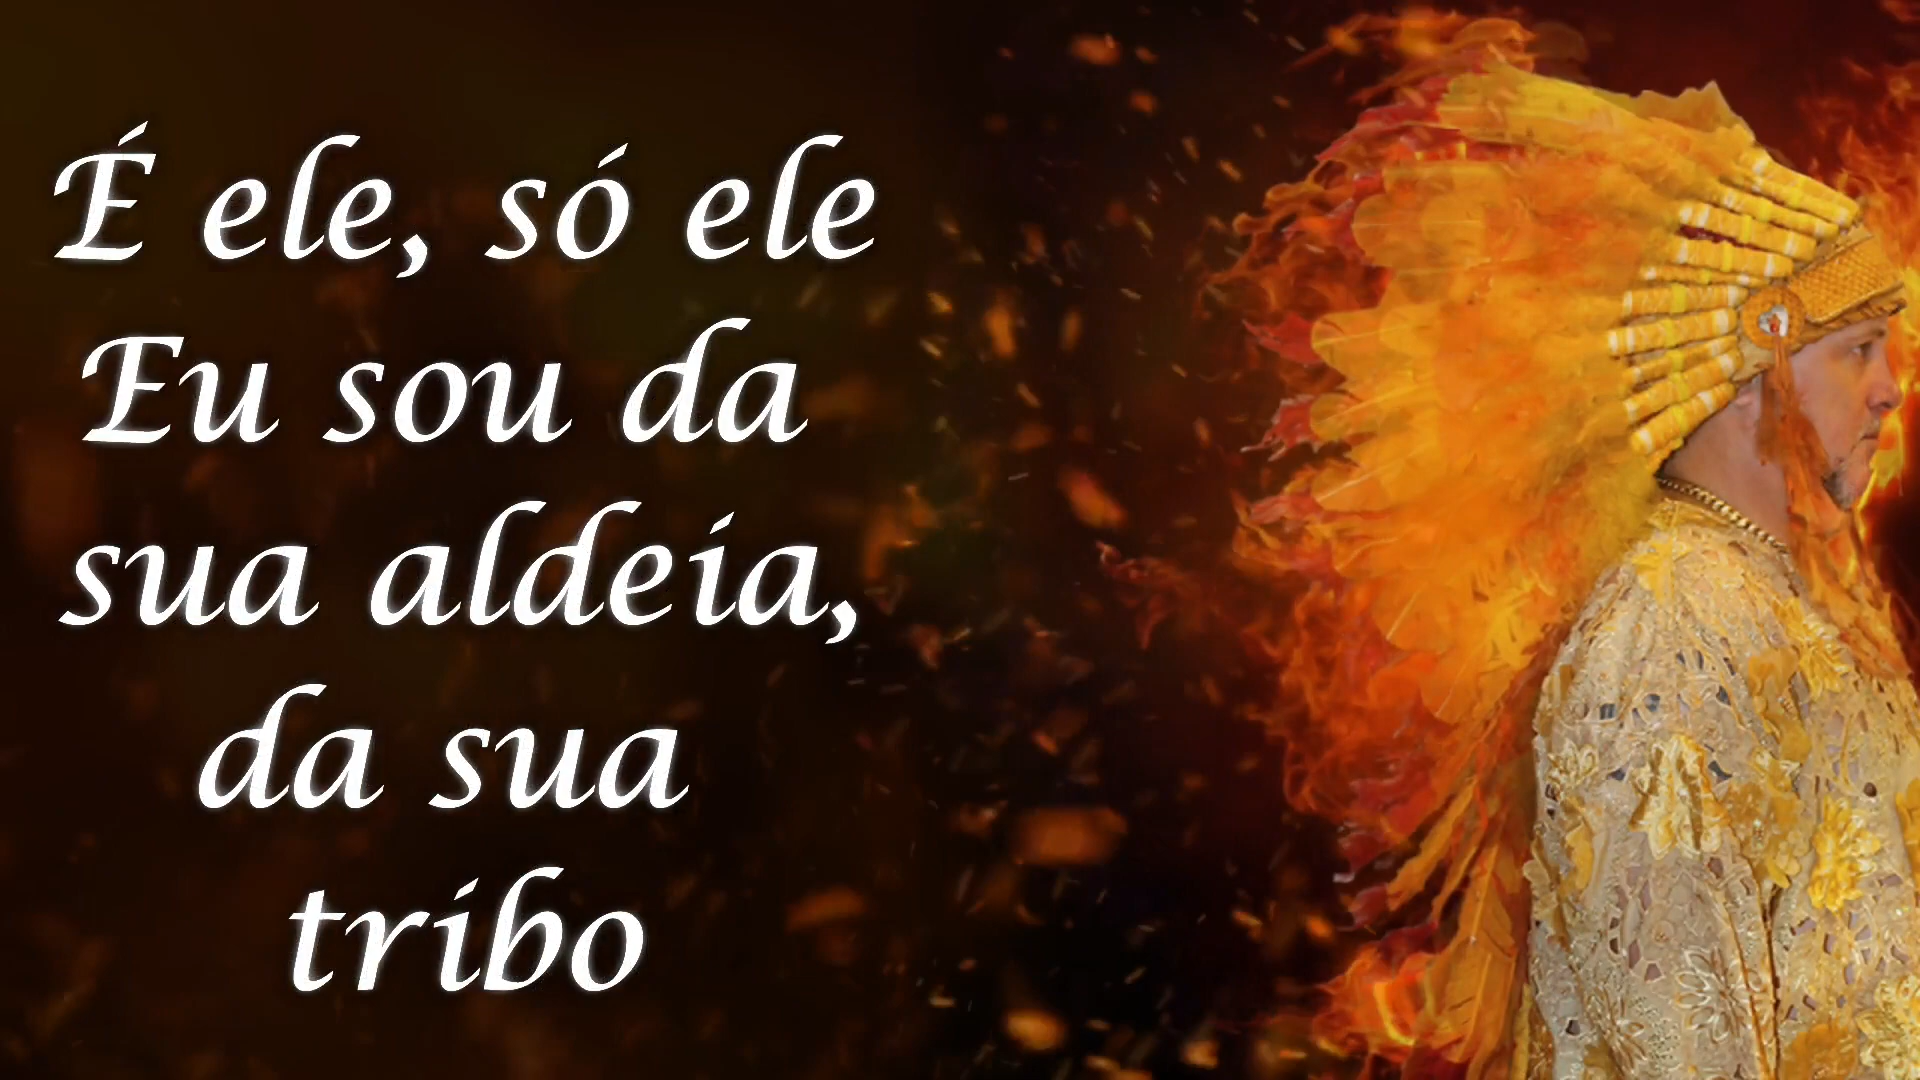 É ele, só ele
Eu sou da
sua aldeia,
da sua
tribo